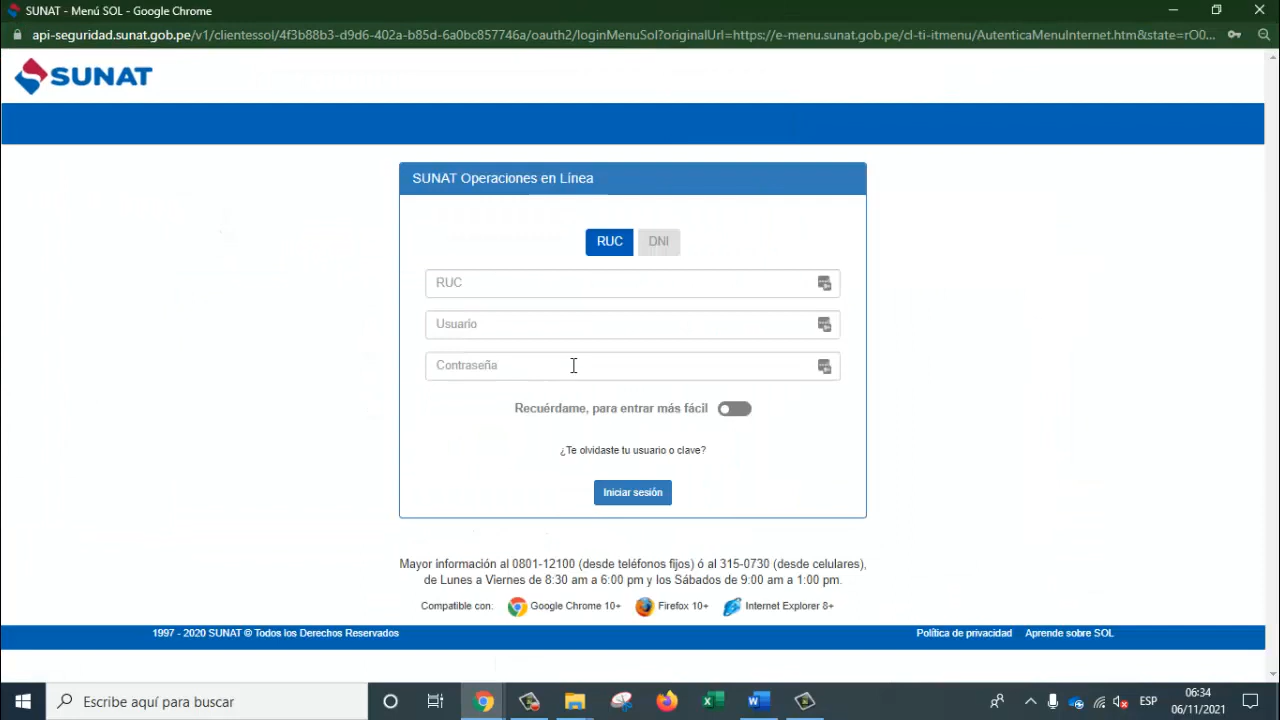 SUNAT - Menú SOL - Google Chrome
api-seguridad.sunat.gob.pe/v1/clientessol/4f3b88b3-d9d6-402a-b85d-6a0bc857746a/oauth2/loginMenuSol?originalUrl=https://e-menu.sunat.gob.pe/cl-ti-itmenu/AutenticaMenuInternet.htm&state=rO0...
SUNAT
SUNAT Operaciones en Línea
RUC DNI
RUC
Usuario
Contraseña
Recuérdame, para entrar más fácil
¿Te olvidaste tu usuario o clave?
Iniciar sesión
Mayor información al 0801-12100 (desde teléfonos fijos) ó al 315-0730 (desde celulares),
de Lunes a Viernes de 8:30 am a 6:00 pm y los Sábados de 9:00 am a 1:00 pm.
Compatible con: Google Chrome 10+ Firefox 10+ Internet Explorer 8+
1997 - 2020 SUNAT © Todos los Derechos Reservados Política de privacidad Aprende sobre SOL
Escribe aquí para buscar
ESP
06:34
06/11/2021